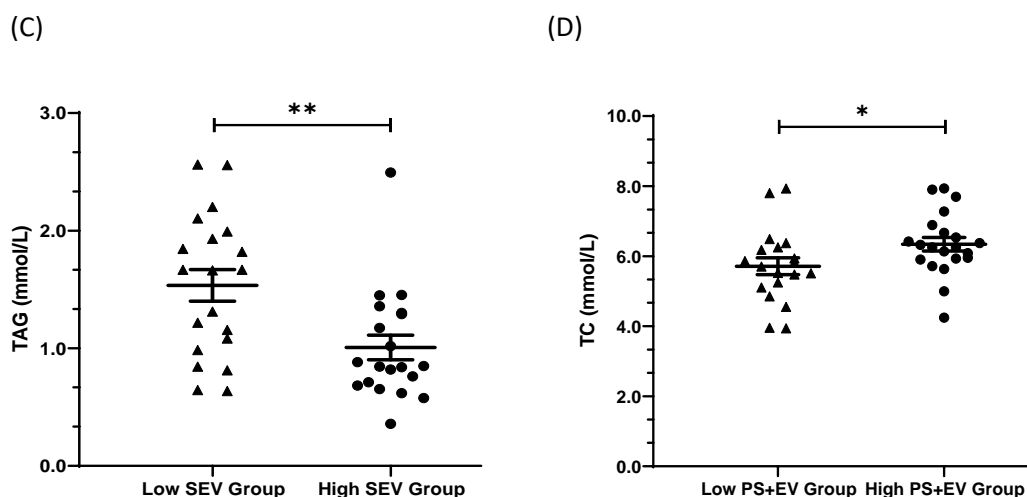 (C)
(D)
**
3.0
2.0
1.0
0.0
TAG (mmol/L)
Low SEV Group High SEV Group
*
10.0
8.0
6.0
4.0
2.0
0.0
TC (mmol/L)
Low PS+EV Group High PS+EV Group